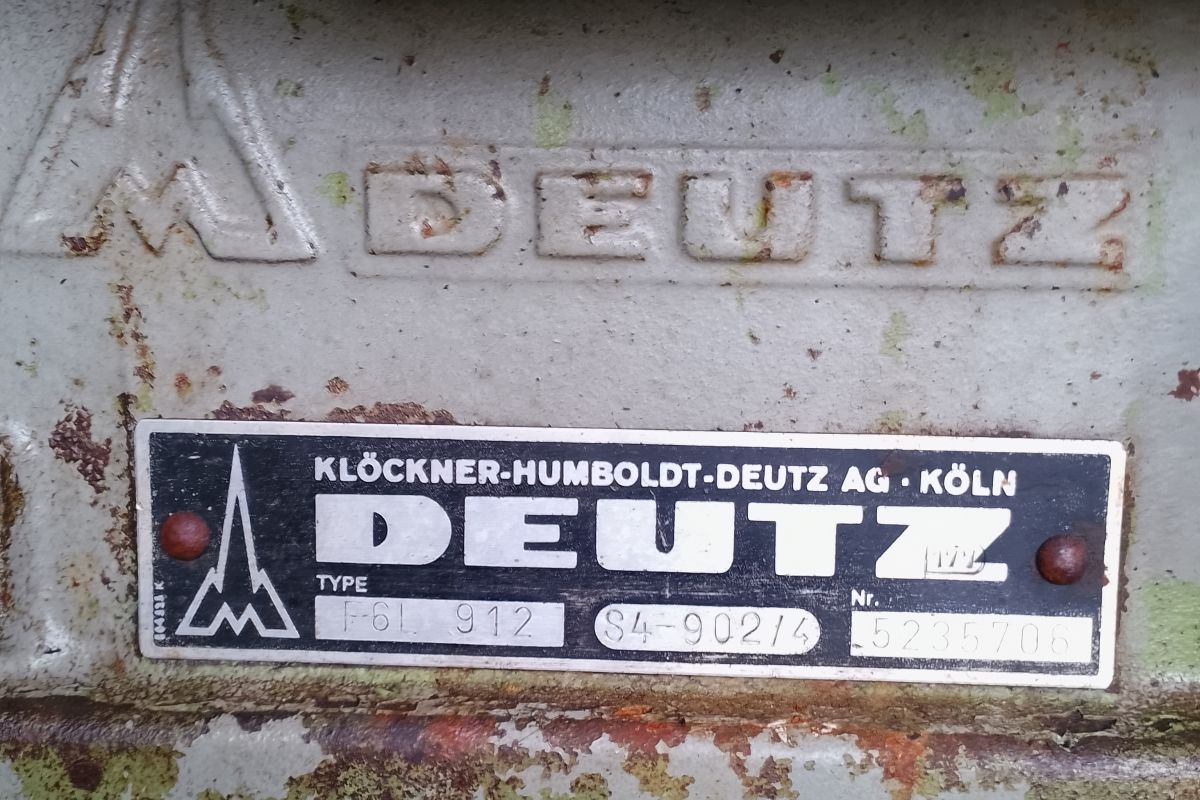 DEUTZ
KLÖCKNER-HUMBOLDT-DEUTZ AG · KÖLN
DEUTZ
TYPE
F6L 912
S4-902/4
Nr.
5235706